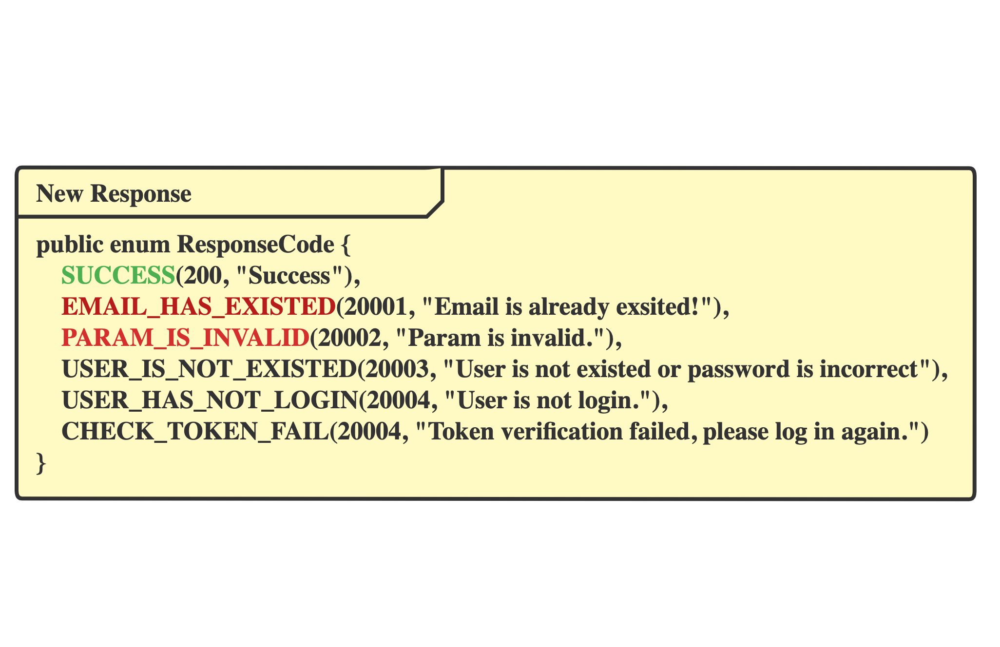 New Response
public enum ResponseCode {
SUCCESS(200, "Success"),
EMAIL_HAS_EXISTED(20001, "Email is already exsited!"),
PARAM_IS_INVALID(20002, "Param is invalid."),
USER_IS_NOT_EXISTED(20003, "User is not existed or password is incorrect"),
USER_HAS_NOT_LOGIN(20004, "User is not login."),
CHECK_TOKEN_FAIL(20004, "Token verification failed, please log in again.")
}